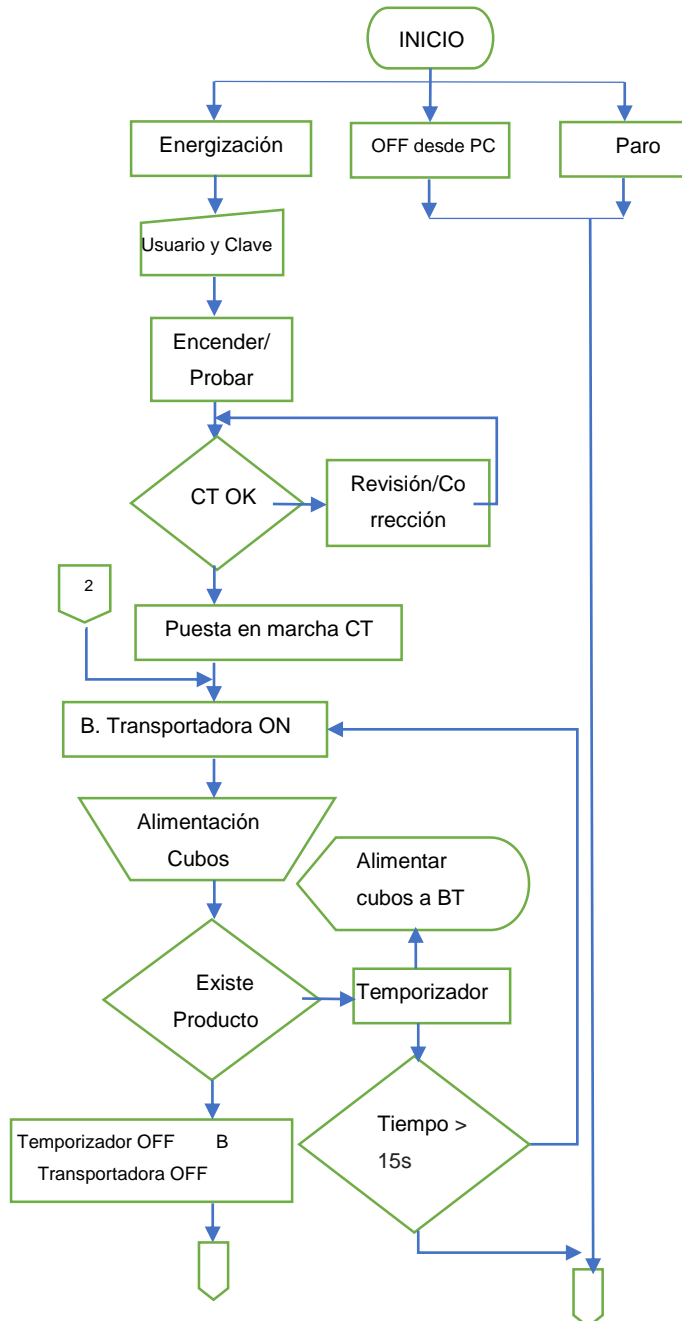 INICIO
Energización
OFF desde PC
Paro
Usuario y Clave
Encender/
Probar
CT OK
Revisión/Co
rrección
2
Puesta en marcha CT
B. Transportadora ON
Alimentación
Cubos
Alimentar
cubos a BT
Existe
Producto
Temporizador
Temporizador OFF B
Transportadora OFF
Tiempo >
15s